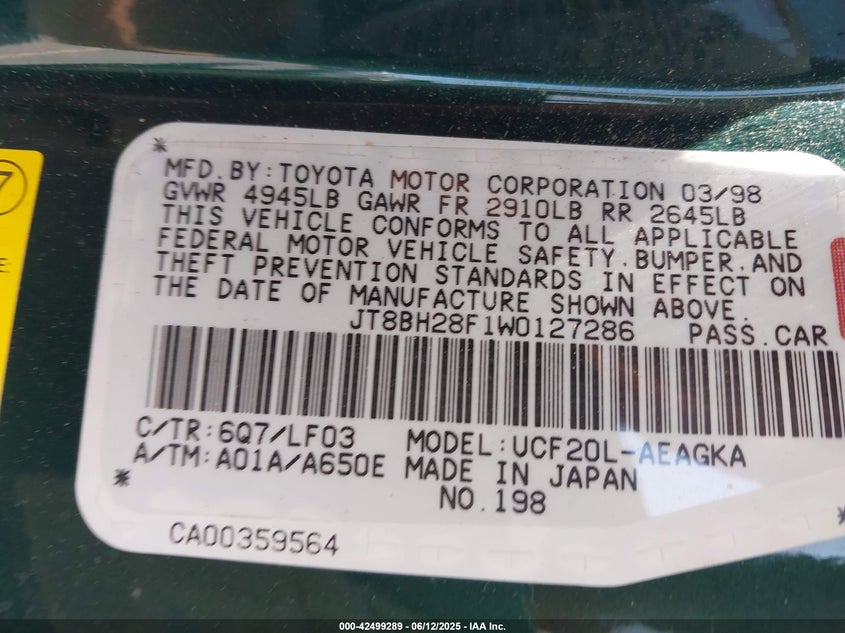 7
E
MFD.BY:TOYOTA MOTOR CORPORATION 03/98
GVWR 4945LB GAWR FR 2910LB RR 2645LB
THIS VEHICLE CONFORMS TO ALL APPLICABLE
FEDERAL MOTOR VEHICLE SAFETY.BUMPER.AND
THEFT PREVENTION STANDARDS IN EFFECT ON
THE DATE OF MANUFACTURE SHOWN ABOVE.
JT8BH28F1W0127286 PASS.CAR
C/TR:6Q7/LF03 MODEL:UCF20L-AEAGKA
A/TM:A01A/A650E MADE IN JAPAN
NO.198
CA00359564
000-42499289 - 06/12/2025 - IAA Inc.